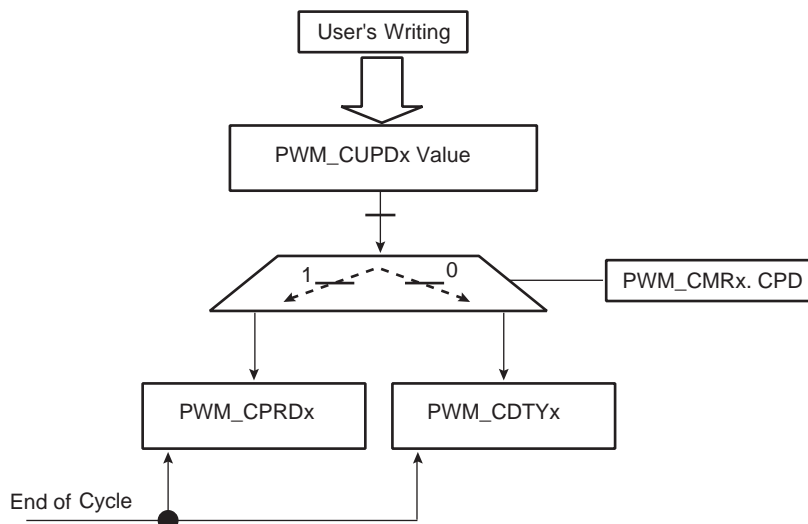 User's Writing
PWM_CUPDx Value
1
0
PWM_CMRx. CPD
PWM_CPRDx
PWM_CDTYx
End of Cycle